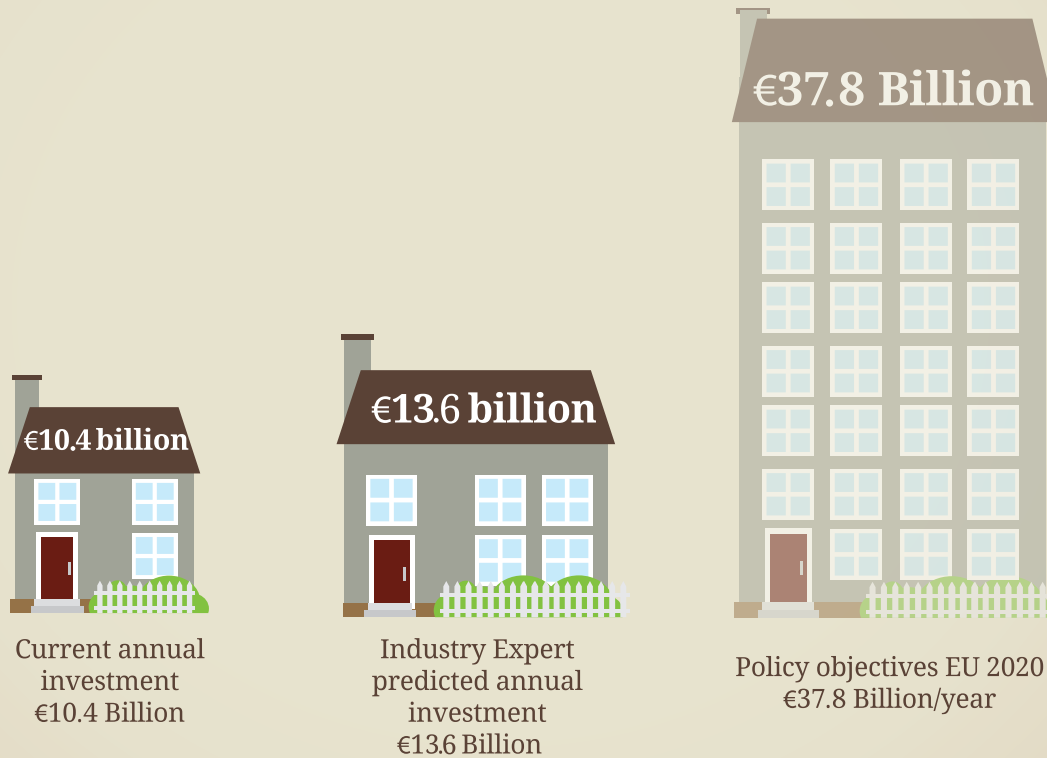 €37.8 Billion
€13.6 billion
€10.4 billion
Current annual
investment
€10.4 Billion
Industry Expert
predicted annual
investment
€13.6 Billion
Policy objectives EU 2020
€37.8 Billion/year